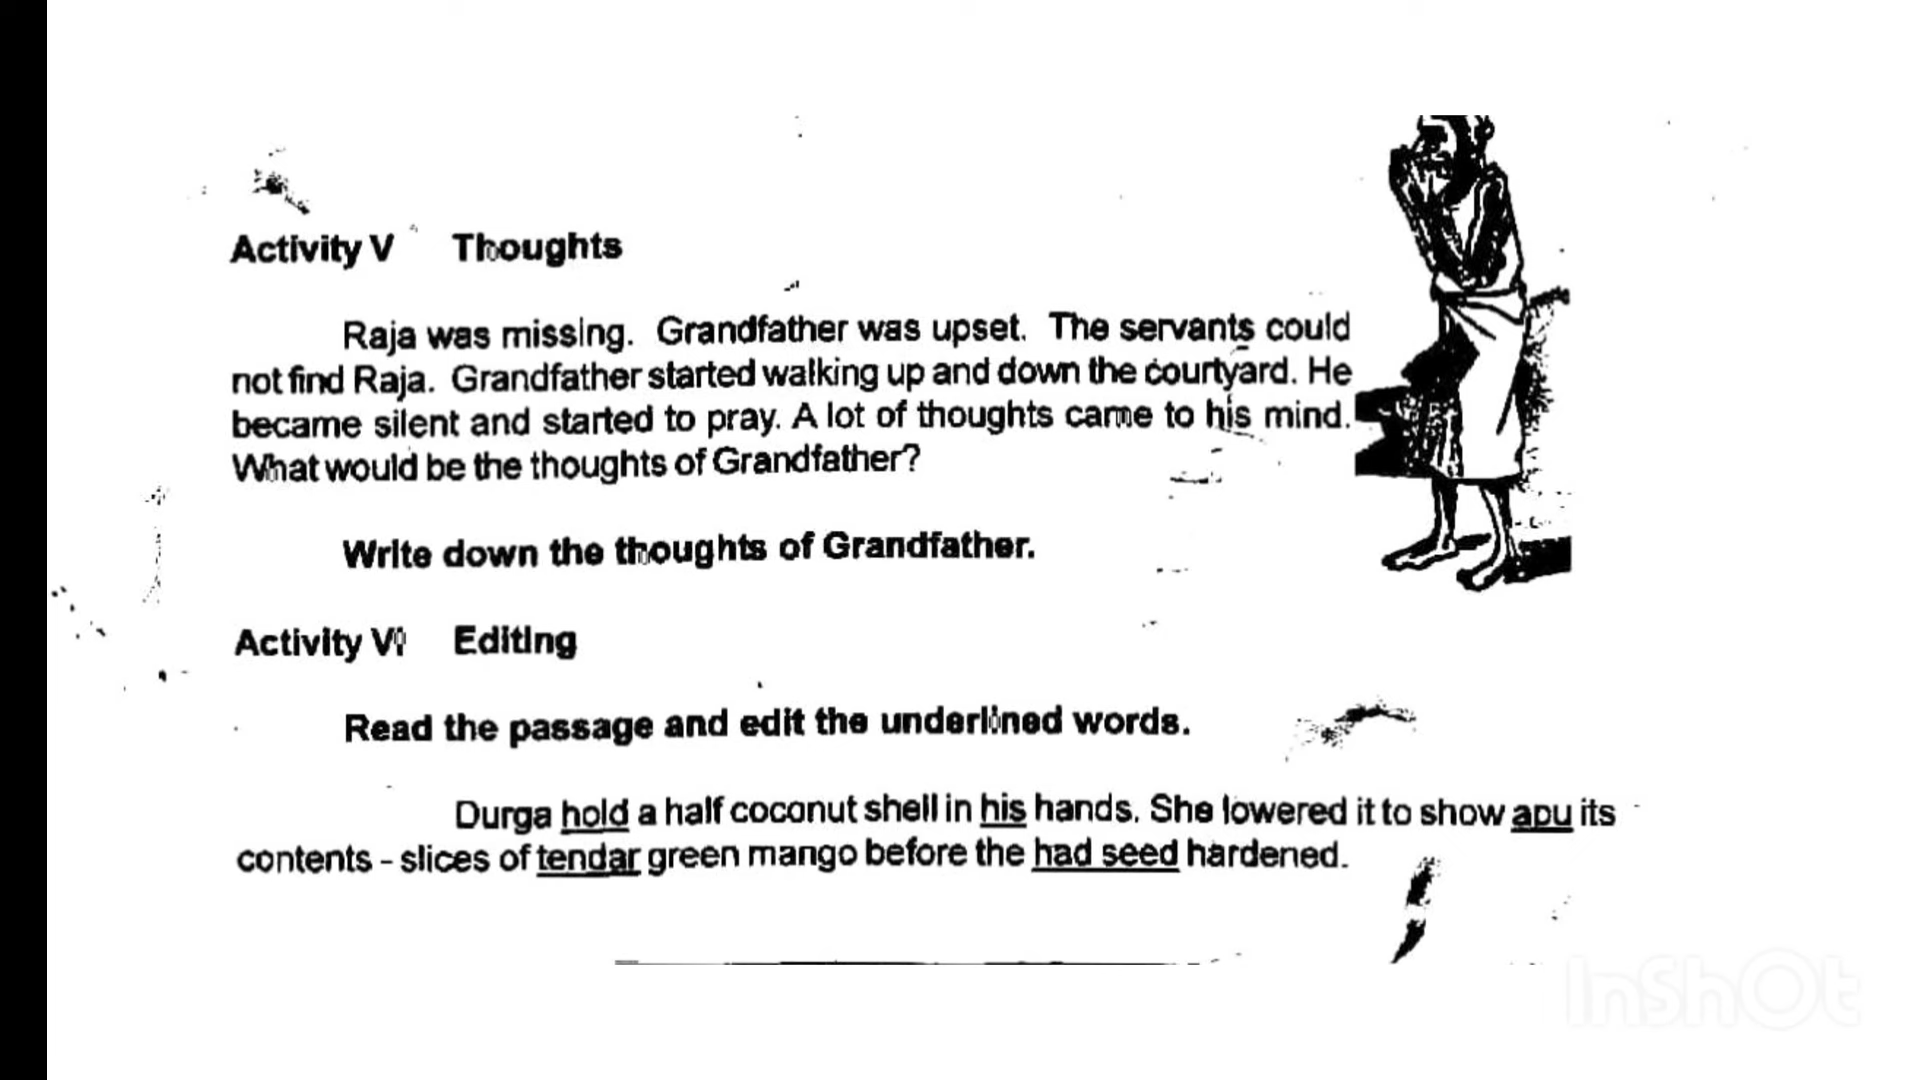 Activity V Thoughts
Raja was missing. Grandfather was upset. The servants could
not find Raja. Grandfather started walking up and down the courtyard. He
became silent and started to pray. A lot of thoughts came to his mind.
What would be the thoughts of Grandfather?
Write down the thoughts of Grandfather.
Activity VI Editing
Read the passage and edit the underlined words.
Durga hold a half coconut shell in his hands. She lowered it to show apu its
contents - slices of tendar green mango before the had seed hardened.
InShOt